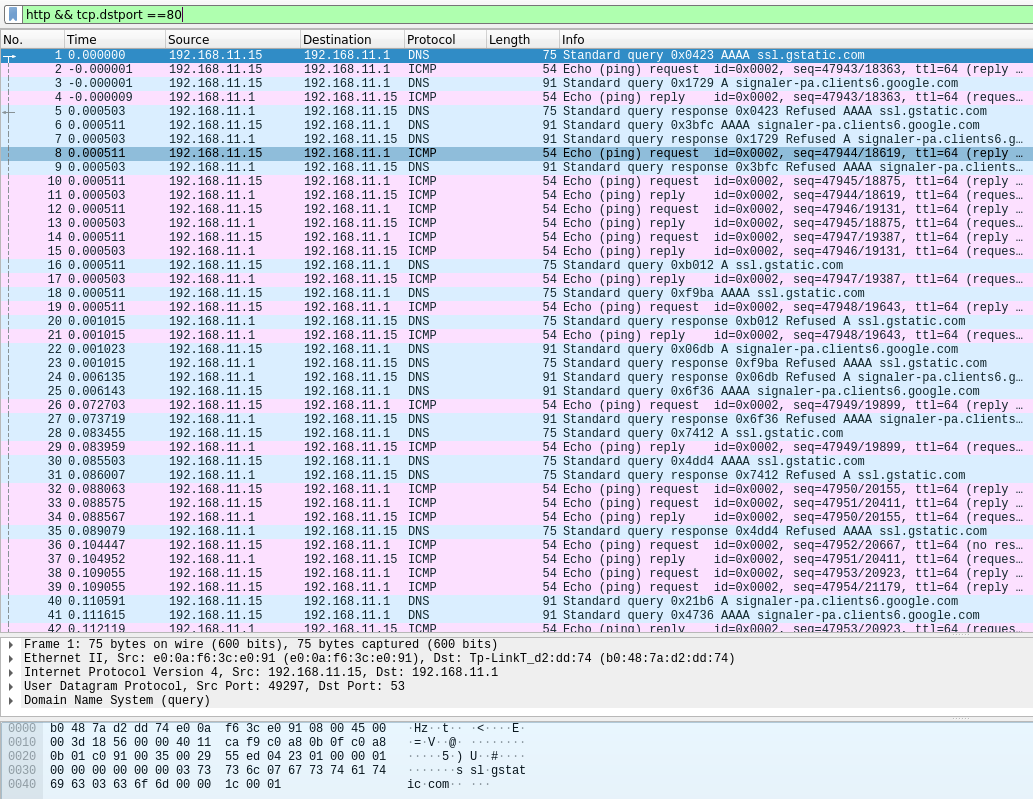 http && tcp.dstport ==80
No. Time Source Destination Protocol Length Info
1 0.000000 192.168.11.15 192.168.11.1 DNS 75 Standard query 0x0423 AAAA ssl.gstatic.com
2 -0.000001 192.168.11.15 192.168.11.1 ICMP 54 Echo (ping) request id=0x0002, seq=47943/18363, ttl=64 (reply …
3 -0.000001 192.168.11.15 192.168.11.1 DNS 91 Standard query 0x1729 A signaler-pa.clients6.google.com
4 -0.000009 192.168.11.1 192.168.11.15 ICMP 54 Echo (ping) reply id=0x0002, seq=47943/18363, ttl=64 (reques…
5 0.000503 192.168.11.1 192.168.11.15 DNS 75 Standard query response 0x0423 Refused AAAA ssl.gstatic.com
6 0.000511 192.168.11.15 192.168.11.1 DNS 91 Standard query 0x3bfc AAAA signaler-pa.clients6.google.com
7 0.000503 192.168.11.1 192.168.11.15 DNS 91 Standard query response 0x1729 Refused A signaler-pa.clients6.g…
8 0.000511 192.168.11.15 192.168.11.1 ICMP 54 Echo (ping) request id=0x0002, seq=47944/18619, ttl=64 (reply …
9 0.000503 192.168.11.1 192.168.11.15 DNS 91 Standard query response 0x3bfc Refused AAAA signaler-pa.clients…
10 0.000511 192.168.11.15 192.168.11.1 ICMP 54 Echo (ping) request id=0x0002, seq=47945/18875, ttl=64 (reply …
11 0.000503 192.168.11.1 192.168.11.15 ICMP 54 Echo (ping) reply id=0x0002, seq=47944/18619, ttl=64 (reques…
12 0.000511 192.168.11.15 192.168.11.1 ICMP 54 Echo (ping) request id=0x0002, seq=47946/19131, ttl=64 (reply …
13 0.000503 192.168.11.1 192.168.11.15 ICMP 54 Echo (ping) reply id=0x0002, seq=47945/18875, ttl=64 (reques…
14 0.000511 192.168.11.15 192.168.11.1 ICMP 54 Echo (ping) request id=0x0002, seq=47947/19387, ttl=64 (reply …
15 0.000503 192.168.11.1 192.168.11.15 ICMP 54 Echo (ping) reply id=0x0002, seq=47946/19131, ttl=64 (reques…
16 0.000511 192.168.11.15 192.168.11.1 DNS 75 Standard query 0xb012 A ssl.gstatic.com
17 0.000503 192.168.11.1 192.168.11.15 ICMP 54 Echo (ping) reply id=0x0002, seq=47947/19387, ttl=64 (reques…
18 0.000511 192.168.11.15 192.168.11.1 DNS 75 Standard query 0xf9ba AAAA ssl.gstatic.com
19 0.000511 192.168.11.15 192.168.11.1 ICMP 54 Echo (ping) request id=0x0002, seq=47948/19643, ttl=64 (reply …
20 0.001015 192.168.11.1 192.168.11.15 DNS 75 Standard query response 0xb012 Refused A ssl.gstatic.com
21 0.001015 192.168.11.1 192.168.11.15 ICMP 54 Echo (ping) reply id=0x0002, seq=47948/19643, ttl=64 (reques…
22 0.001023 192.168.11.15 192.168.11.1 DNS 91 Standard query 0x06db A signaler-pa.clients6.google.com
23 0.001015 192.168.11.1 192.168.11.15 DNS 75 Standard query response 0xf9ba Refused AAAA ssl.gstatic.com
24 0.006135 192.168.11.1 192.168.11.15 DNS 91 Standard query response 0x06db Refused A signaler-pa.clients6.g…
25 0.006143 192.168.11.15 192.168.11.1 DNS 91 Standard query 0x6f36 AAAA signaler-pa.clients6.google.com
26 0.072703 192.168.11.15 192.168.11.1 ICMP 54 Echo (ping) request id=0x0002, seq=47949/19899, ttl=64 (reply …
27 0.073719 192.168.11.1 192.168.11.15 DNS 91 Standard query response 0x6f36 Refused AAAA signaler-pa.clients…
28 0.083455 192.168.11.15 192.168.11.1 DNS 75 Standard query 0x7412 A ssl.gstatic.com
29 0.083959 192.168.11.1 192.168.11.15 ICMP 54 Echo (ping) reply id=0x0002, seq=47949/19899, ttl=64 (reques…
30 0.085503 192.168.11.15 192.168.11.1 DNS 75 Standard query 0x4dd4 AAAA ssl.gstatic.com
31 0.086007 192.168.11.1 192.168.11.15 DNS 75 Standard query response 0x7412 Refused A ssl.gstatic.com
32 0.088063 192.168.11.15 192.168.11.1 ICMP 54 Echo (ping) request id=0x0002, seq=47950/20155, ttl=64 (reply …
33 0.088575 192.168.11.15 192.168.11.1 ICMP 54 Echo (ping) request id=0x0002, seq=47951/20411, ttl=64 (reply …
34 0.088567 192.168.11.1 192.168.11.15 ICMP 54 Echo (ping) reply id=0x0002, seq=47950/20155, ttl=64 (reques…
35 0.089079 192.168.11.1 192.168.11.15 DNS 75 Standard query response 0x4dd4 Refused AAAA ssl.gstatic.com
36 0.104447 192.168.11.15 192.168.11.1 ICMP 54 Echo (ping) request id=0x0002, seq=47952/20667, ttl=64 (no res…
37 0.104952 192.168.11.1 192.168.11.15 ICMP 54 Echo (ping) reply id=0x0002, seq=47951/20411, ttl=64 (reques…
38 0.109055 192.168.11.15 192.168.11.1 ICMP 54 Echo (ping) request id=0x0002, seq=47953/20923, ttl=64 (reply …
39 0.109055 192.168.11.15 192.168.11.1 ICMP 54 Echo (ping) request id=0x0002, seq=47954/21179, ttl=64 (reply …
40 0.110591 192.168.11.15 192.168.11.1 DNS 91 Standard query 0x21b6 A signaler-pa.clients6.google.com
41 0.111615 192.168.11.15 192.168.11.1 DNS 91 Standard query 0x4736 AAAA signaler-pa.clients6.google.com
42 0.112119 192.168.11.1 192.168.11.15 ICMP 54 Echo (ping) reply id=0x0002, seq=47953/20923, ttl=64 (reques…
Frame 1: 75 bytes on wire (600 bits), 75 bytes captured (600 bits)
Ethernet II, Src: e0:0a:f6:3c:e0:91 (e0:0a:f6:3c:e0:91), Dst: Tp-LinkT_d2:dd:74 (b0:48:7a:d2:dd:74)
Internet Protocol Version 4, Src: 192.168.11.15, Dst: 192.168.11.1
User Datagram Protocol, Src Port: 49297, Dst Port: 53
Domain Name System (query)
0000 b0 48 7a d2 dd 74 e0 0a f6 3c e0 91 08 00 45 00 ·Hz··t·· ·<····E·
0010 00 3d 18 56 00 00 40 11 ca f9 c0 a8 0b 0f c0 a8 ·=·V··@· ········
0020 0b 01 c0 91 00 35 00 29 55 ed 04 23 01 00 00 01 ·····5·) U··#····
0030 00 00 00 00 00 00 03 73 73 6c 07 67 73 74 61 74 ·······s sl·gstat
0040 69 63 03 63 6f 6d 00 00 1c 00 01 ic·com·· ···